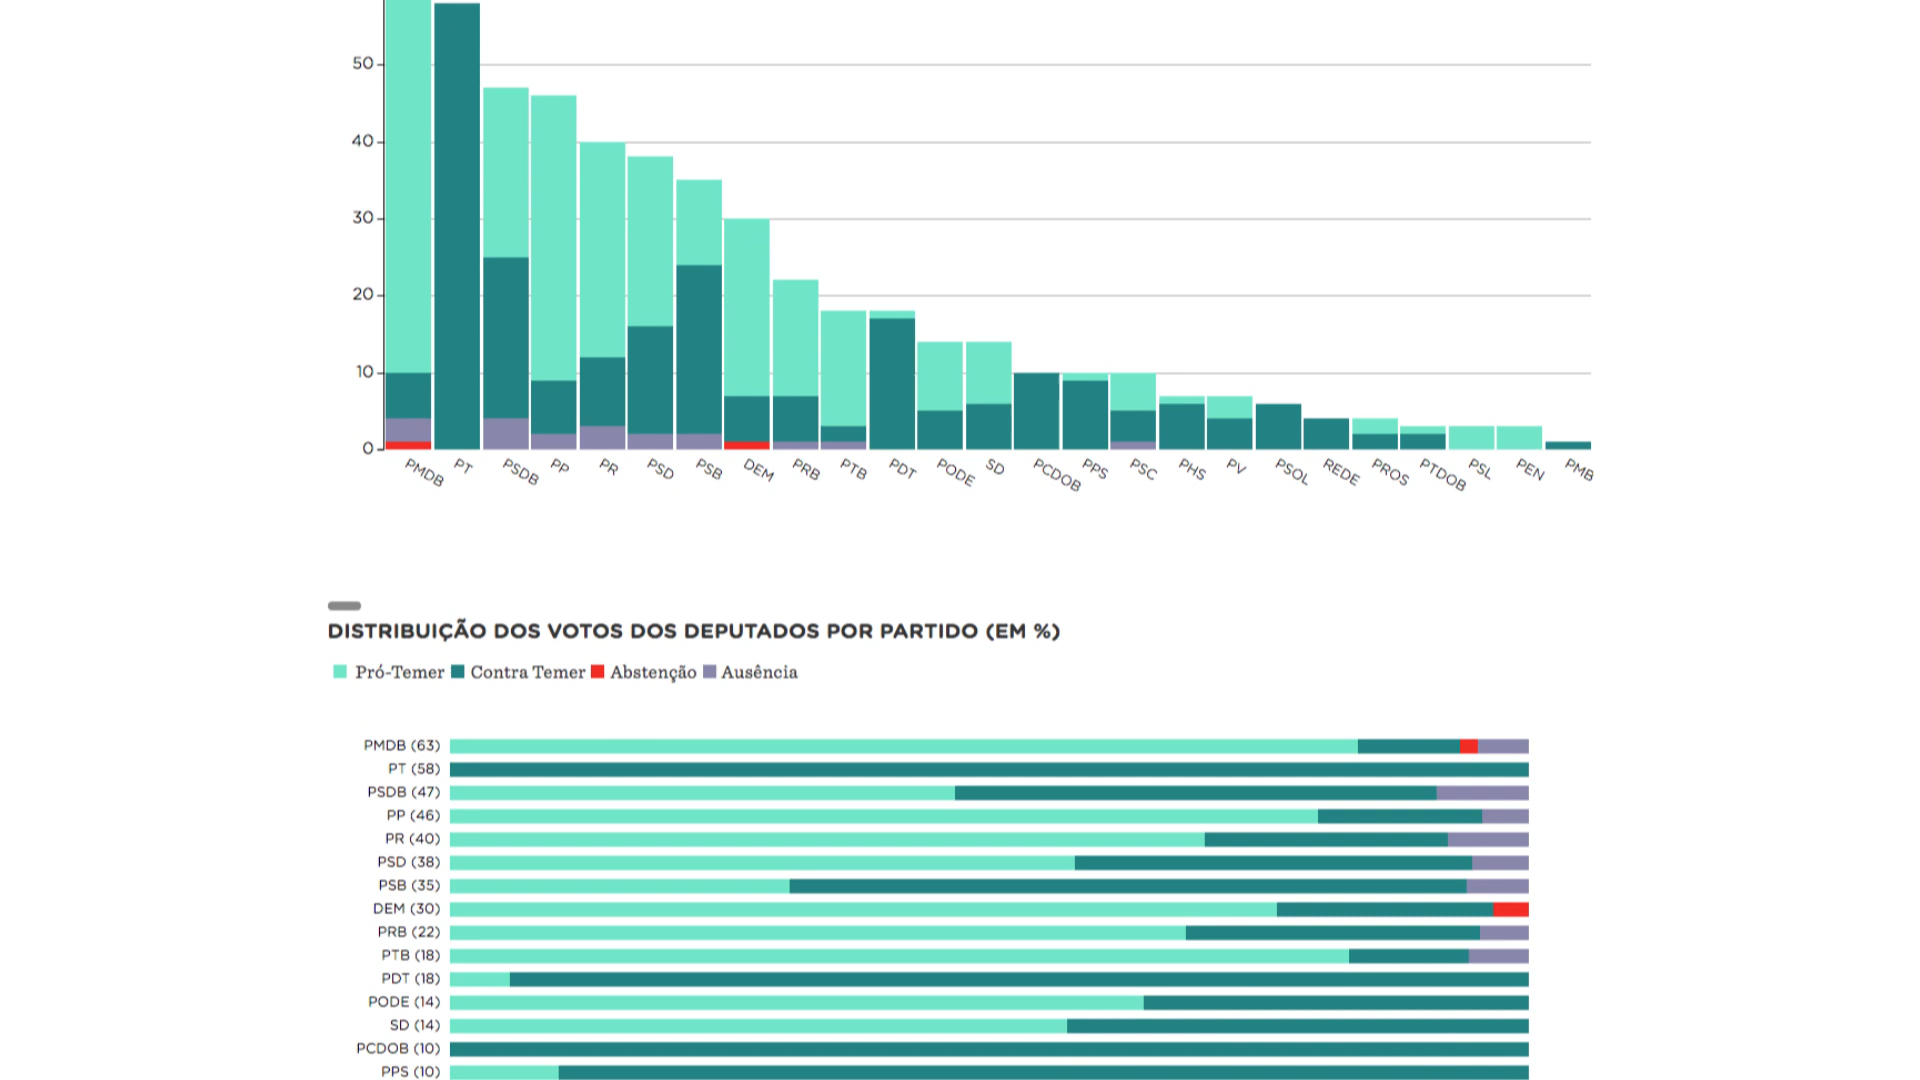 50
40
30
20
10
0
PMDB PT PSDB PP PR PSD PSB DEM PRB PTB PDT PODE SD PCDOB PPS PSC PHS PV PSOL REDE PROS PTDOB PSL PEN PMB
DISTRIBUIÇÃO DOS VOTOS DOS DEPUTADOS POR PARTIDO (EM %)
Pró-Temer Contra Temer Abstenção Ausência
PMDB (63)
PT (58)
PSDB (47)
PP (46)
PR (40)
PSD (38)
PSB (35)
DEM (30)
PRB (22)
PTB (18)
PDT (18)
PODE (14)
SD (14)
PCDOB (10)
PPS (10)